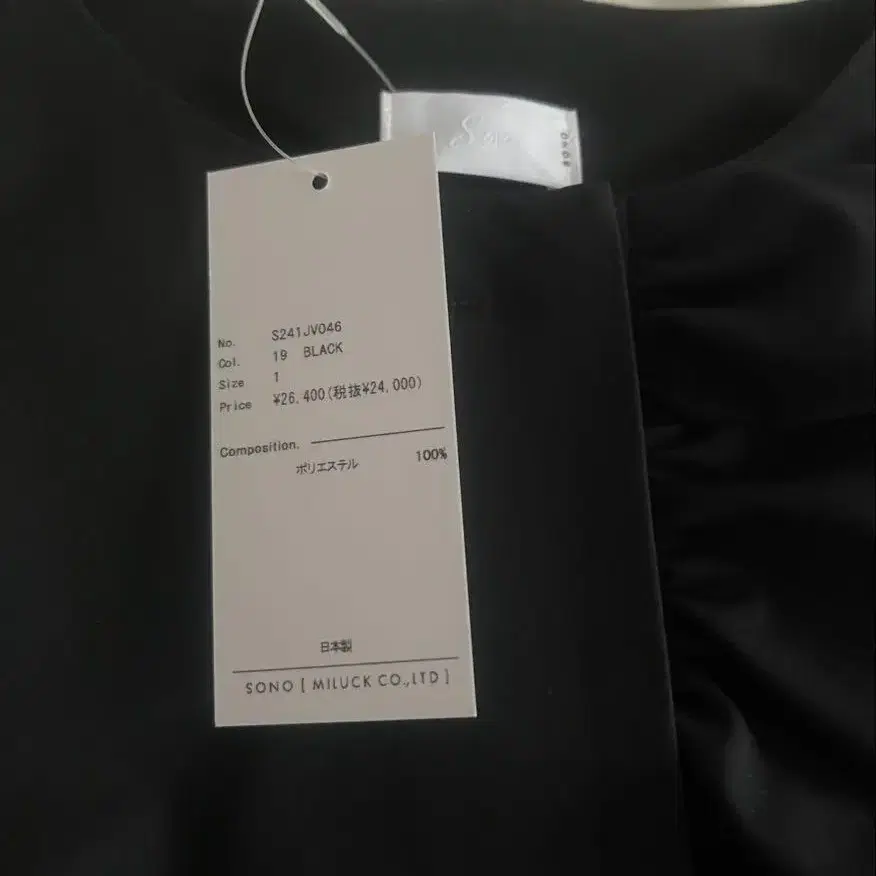 SONO
No. S241JV046
Col. 19 BLACK
Size 1
Price ¥26,400(税抜¥24,000)
Composition.
ポリエステル 100%
日本製
SONO [ MILUCK CO.,LTD ]